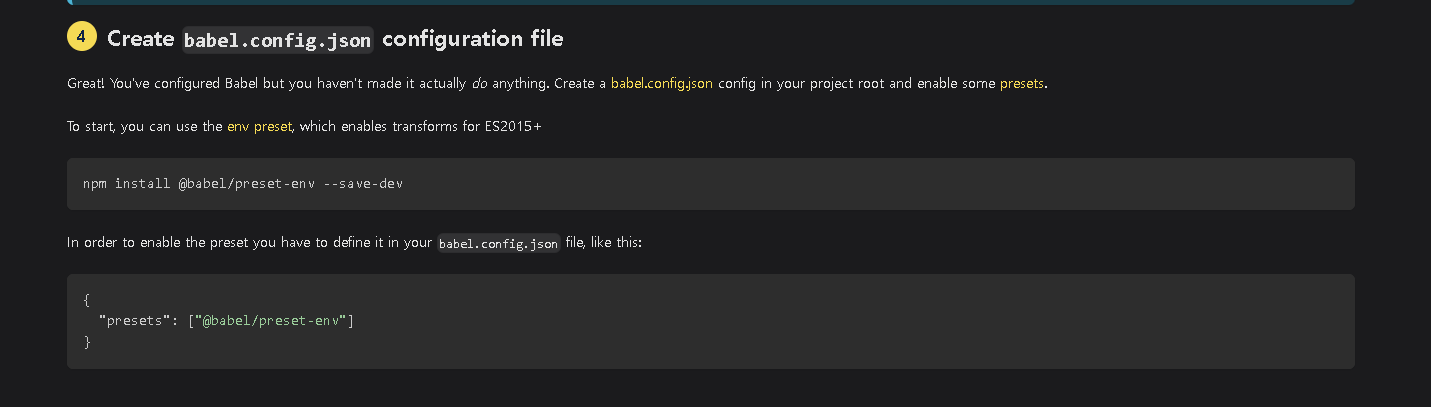 4 Create babel.config.json configuration file
Great! You've configured Babel but you haven't made it actually do anything. Create a babel.config.json config in your project root and enable some presets.
To start, you can use the env preset, which enables transforms for ES2015+
npm install @babel/preset-env --save-dev
In order to enable the preset you have to define it in your babel.config.json file, like this:
{
  "presets": ["@babel/preset-env"]
}